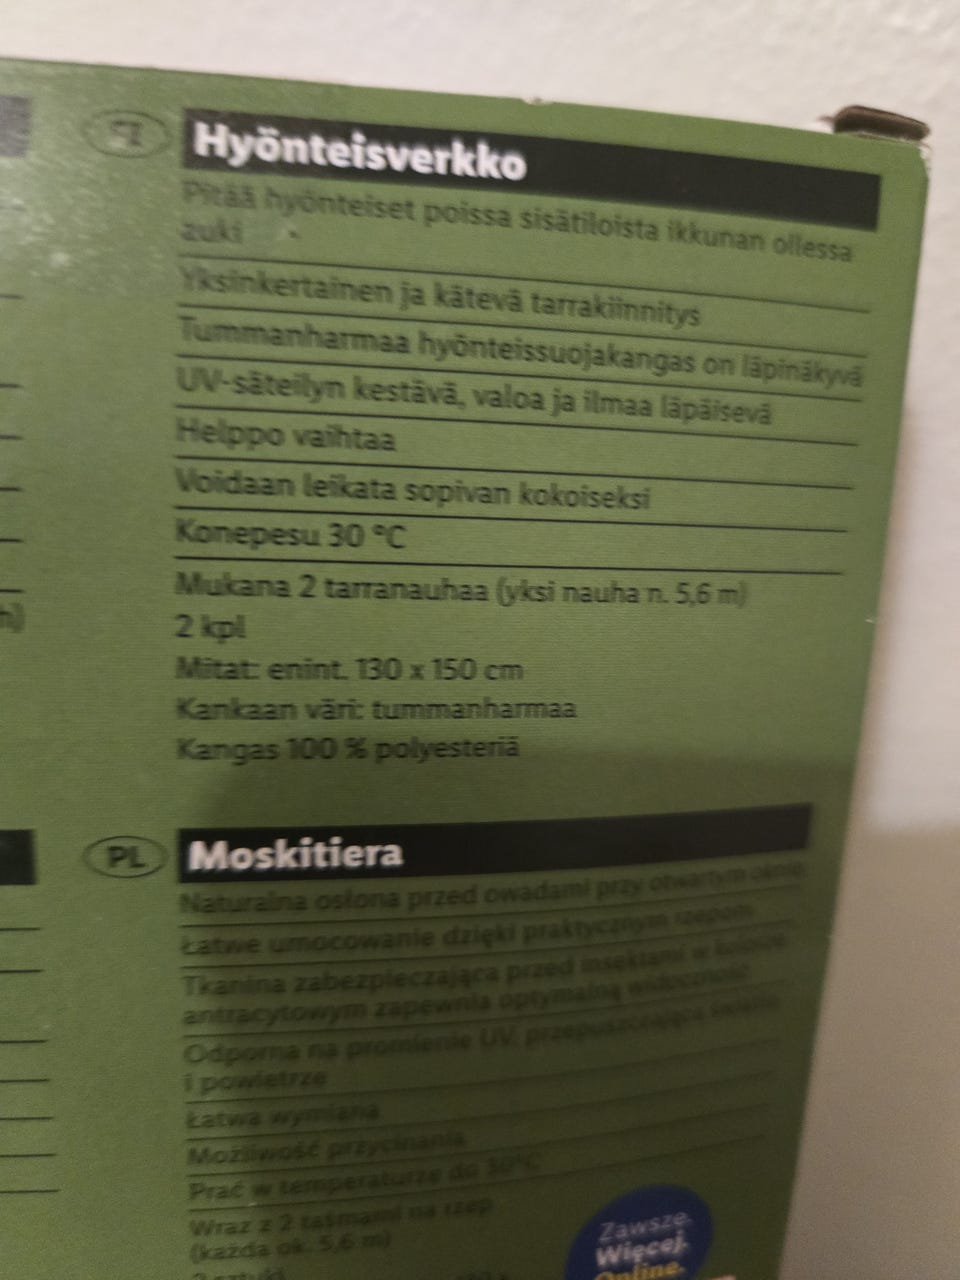 FI
Hyönteisverkko
Pitää hyönteiset poissa sisätiloista ikkunan ollessa
auki
Yksinkertainen ja kätevä tarrakiinnitys
Tummanharmaa hyönteissuojakangas on läpinäkyvä
UV-säteilyn kestävä, valoa ja ilmaa läpäisevä
Helppo vaihtaa
Voidaan leikata sopivan kokoiseksi
Konepesu 30 °C
Mukana 2 tarranauhaa (yksi nauha n. 5,6 m)
2 kpl
Mitat: enint. 130 x 150 cm
Kankaan väri: tummanharmaa
Kangas 100 % polyesteriä
PL
Moskitiera
Naturalna osłona przed owadami przy otwartym oknie
Łatwe umocowanie dzięki praktycznym rzepom
Tkanina zabezpieczająca przed insektami w kolorze
antracytowym zapewnia optymalną widoczność
Odporna na promienie UV, przepuszczająca światło
i powietrze
Łatwa wymiana
Możliwość przycinania
Prać w temperaturze do 30°C
Wraz z 2 taśmami na rzep
(każda ok. 5,6 m)
2 sztuki
Zawsze.
Więcej.
Online.